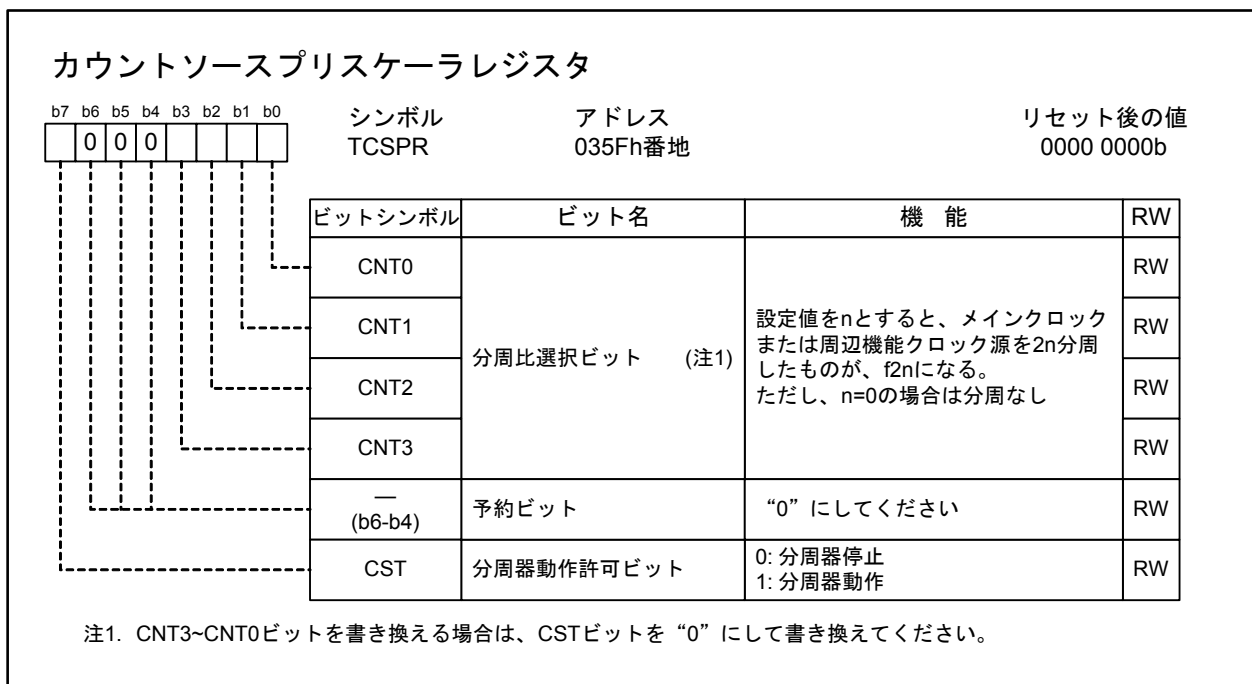 カウントソースプリスケーラレジスタ
b7 b6 b5 b4 b3 b2 b1 b0
0 0 0
シンボル アドレス リセット後の値
TCSPR 035Fh番地 0000 0000b
ビットシンボル ビット名 機 能 RW
CNT0 RW
CNT1 RW
CNT2 RW
CNT3 RW
分周比選択ビット (注1)
設定値をnとすると、メインクロック
または周辺機能クロック源を2n分周
したものが、f2nになる。
ただし、n=0の場合は分周なし
—
(b6-b4) 予約ビット “0”にしてください RW
CST 分周器動作許可ビット 0: 分周器停止 RW
1: 分周器動作
注1. CNT3~CNT0ビットを書き換える場合は、CSTビットを“0”にして書き換えてください。